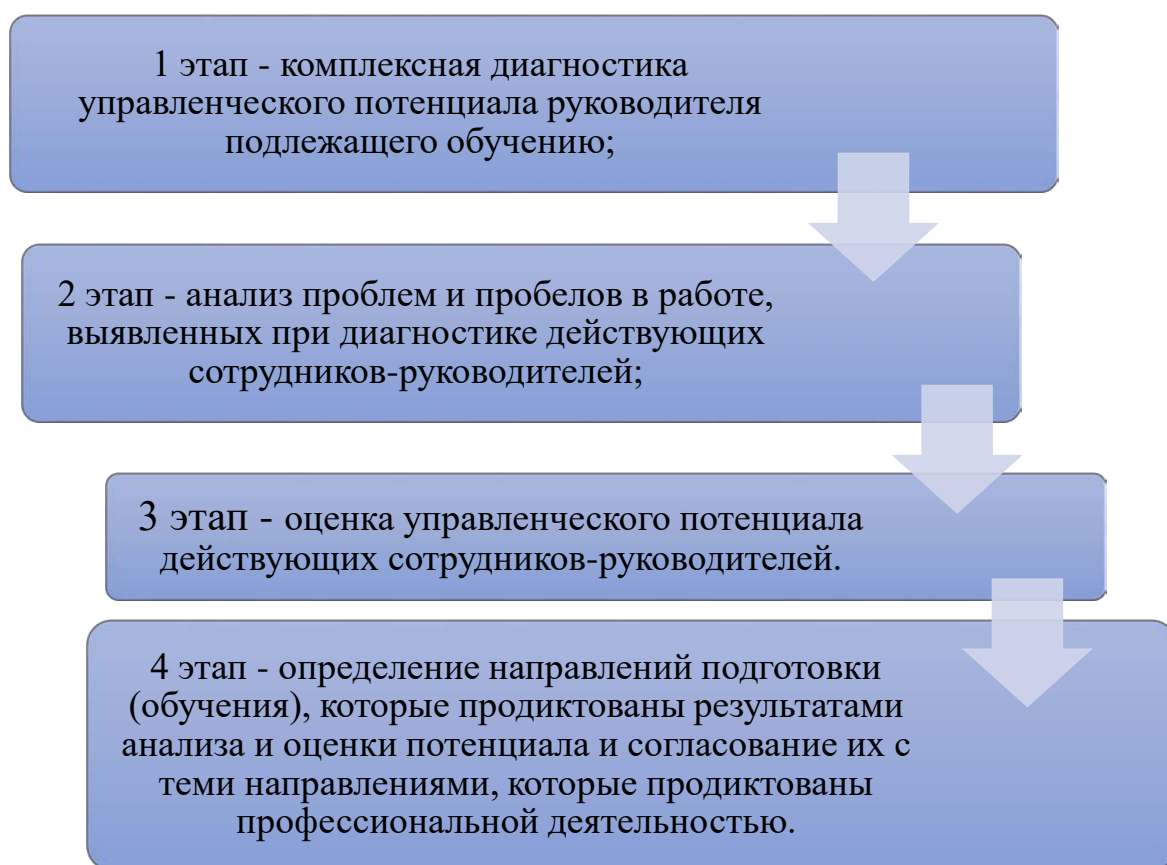 1 этап - комплексная диагностика
управленческого потенциала руководителя
подлежащего обучению;
2 этап - анализ проблем и пробелов в работе,
выявленных при диагностике действующих
сотрудников-руководителей;
3 этап - оценка управленческого потенциала
действующих сотрудников-руководителей.
4 этап - определение направлений подготовки
(обучения), которые продиктованы результатами
анализа и оценки потенциала и согласование их с
теми направлениями, которые продиктованы
профессиональной деятельностью.